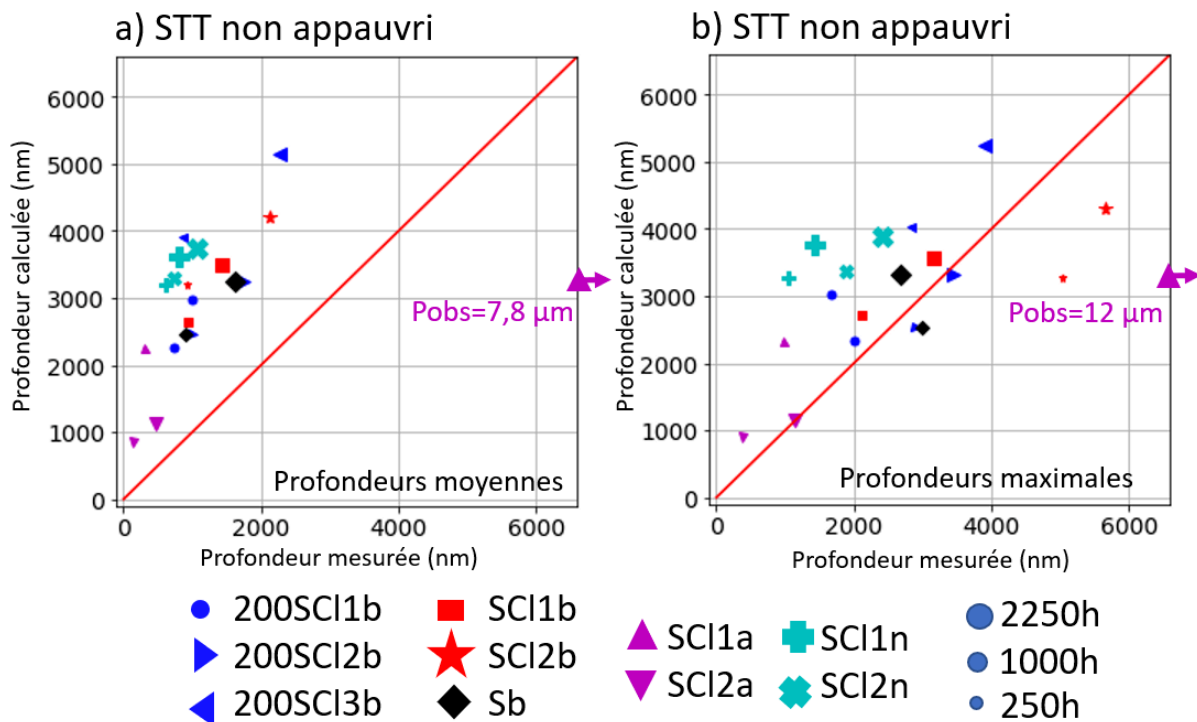 a) STT non appauvri
b) STT non appauvri
Profondeur calculée (nm)
6000
5000
4000
3000
2000
1000
0
Pobs=7,8 µm
Profondeurs moyennes
0 2000 4000 6000
Profondeur mesurée (nm)
Profondeur calculée (nm)
6000
5000
4000
3000
2000
1000
0
Pobs=12 µm
Profondeurs maximales
0 2000 4000 6000
Profondeur mesurée (nm)
200SCl1b
200SCl2b
200SCl3b
SCl1b
SCl2b
Sb
SCl1a
SCl2a
SCl1n
SCl2n
2250h
1000h
250h